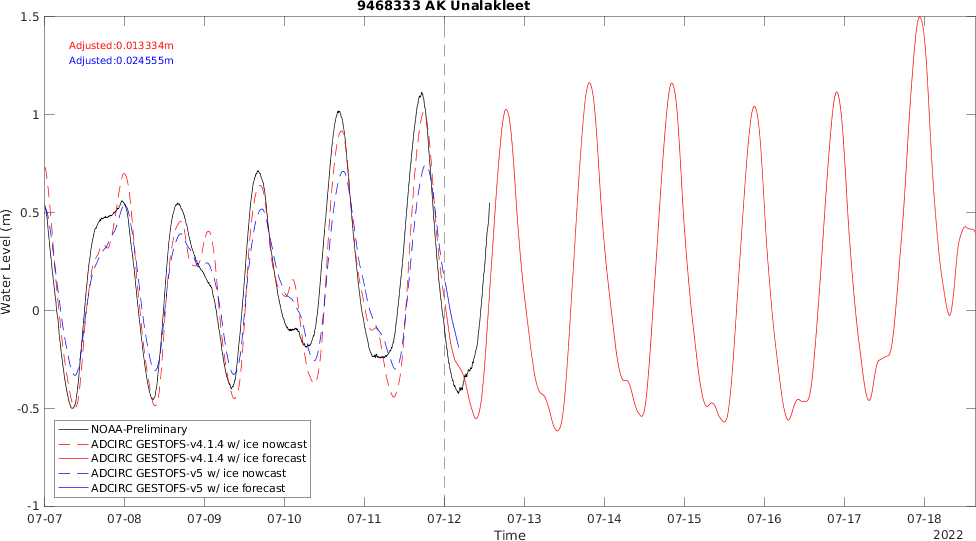 9468333 AK Unalakleet
Adjusted:0.013334m
Adjusted:0.024555m
Water Level (m)
1.5
1
0.5
0
-0.5
-1
NOAA-Preliminary
ADCIRC GESTOFS-v4.1.4 w/ ice nowcast
ADCIRC GESTOFS-v4.1.4 w/ ice forecast
ADCIRC GESTOFS-v5 w/ ice nowcast
ADCIRC GESTOFS-v5 w/ ice forecast
07-07 07-08 07-09 07-10 07-11 07-12 07-13 07-14 07-15 07-16 07-17 07-18
Time
2022